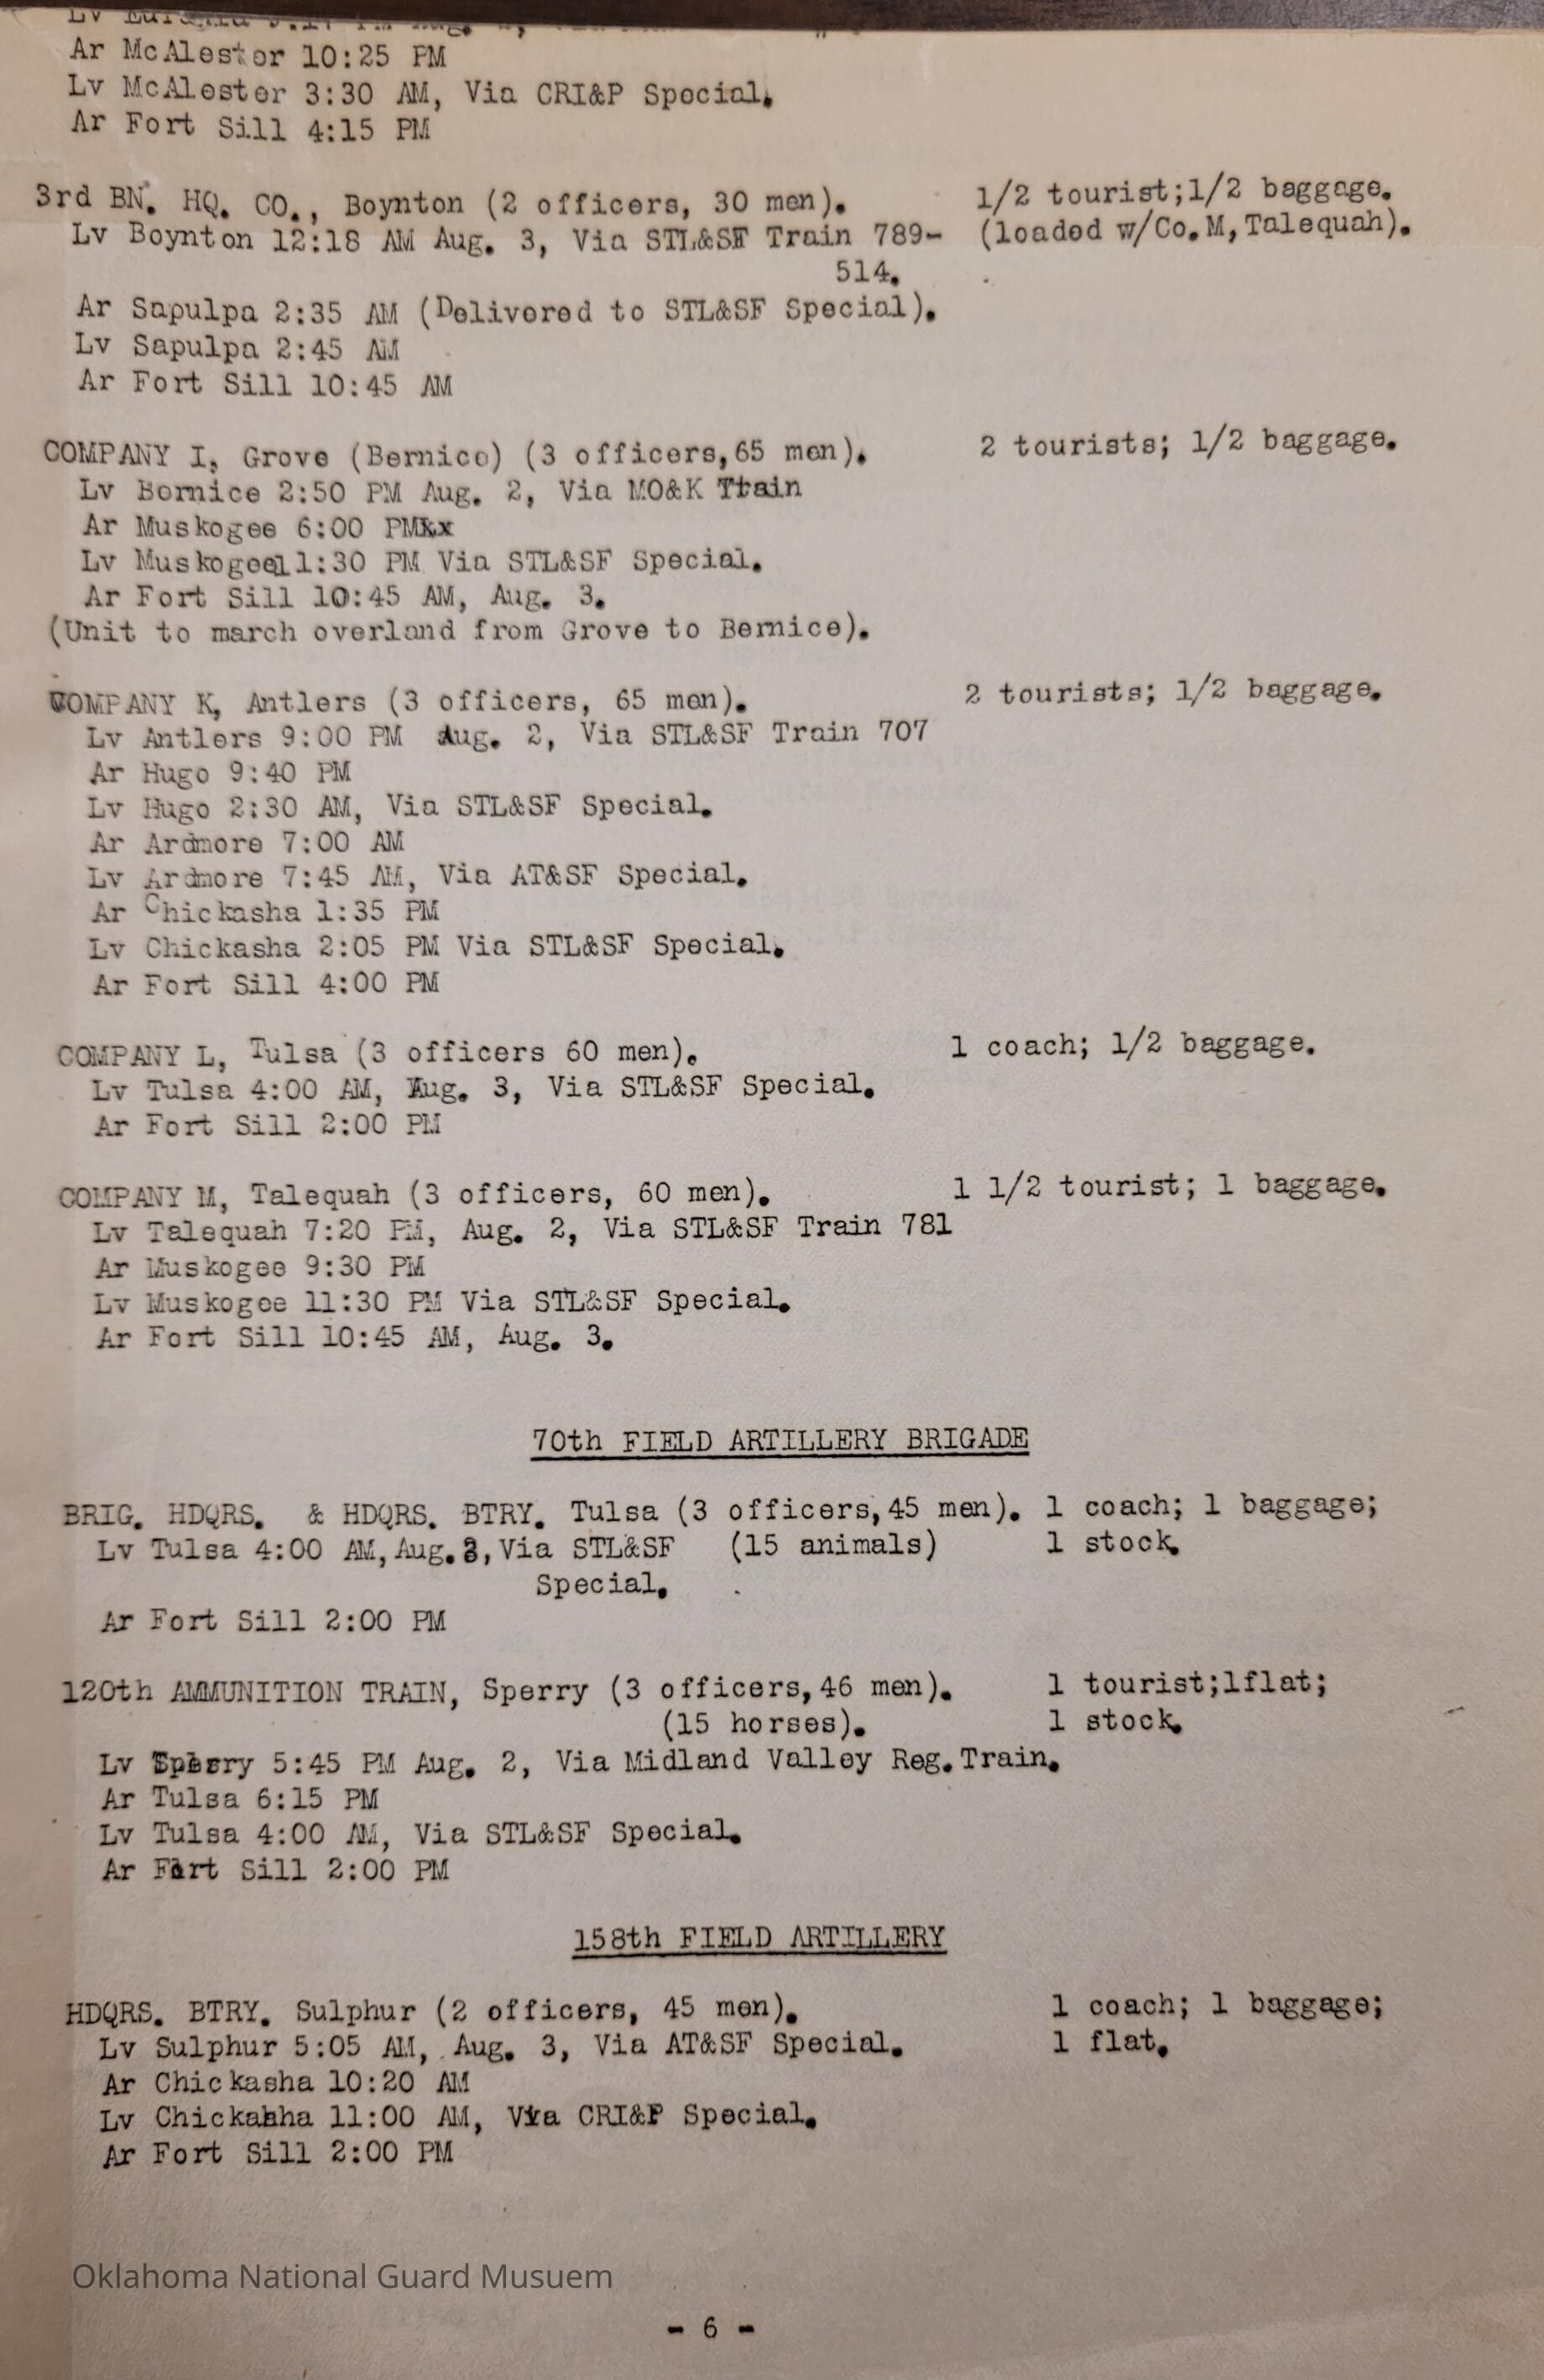 Ar McAlester 10:25 PM
Lv McAlester 3:30 AM, Via CRI&P Special.
Ar Fort Sill 4:15 PM
3rd BN. HQ. CO., Boynton (2 officers, 30 men). 1/2 tourist;1/2 baggage.
Lv Boynton 12:18 AM Aug. 3, Via STL&SF Train 789- (loaded w/Co.M,Talequah).
514.
Ar Sapulpa 2:35 AM (Delivered to STL&SF Special).
Lv Sapulpa 2:45 AM
Ar Fort Sill 10:45 AM
COMPANY I, Grove (Bernice) (3 officers,65 men). 2 tourists; 1/2 baggage.
Lv Bernice 2:50 PM Aug. 2, Via MO&K Train
Ar Muskogee 6:00 PM
Lv Muskogee11:30 PM Via STL&SF Special.
Ar Fort Sill 10:45 AM, Aug. 3.
(Unit to march overland from Grove to Bernice).
COMPANY K, Antlers (3 officers, 65 men). 2 tourists; 1/2 baggage.
Lv Antlers 9:00 PM Aug. 2, Via STL&SF Train 707
Ar Hugo 9:40 PM
Lv Hugo 2:30 AM, Via STL&SF Special.
Ar Ardmore 7:00 AM
Lv Ardmore 7:45 AM, Via AT&SF Special.
Ar Chickasha 1:35 PM
Lv Chickasha 2:05 PM Via STL&SF Special.
Ar Fort Sill 4:00 PM
COMPANY L, Tulsa (3 officers 60 men). 1 coach; 1/2 baggage.
Lv Tulsa 4:00 AM, Aug. 3, Via STL&SF Special.
Ar Fort Sill 2:00 PM
COMPANY M, Talequah (3 officers, 60 men). 1 1/2 tourist; 1 baggage.
Lv Talequah 7:20 PM, Aug. 2, Via STL&SF Train 781
Ar Muskogee 9:30 PM
Lv Muskogee 11:30 PM Via STL&SF Special.
Ar Fort Sill 10:45 AM, Aug. 3.
70th FIELD ARTILLERY BRIGADE
BRIG. HDQRS. & HDQRS. BTRY. Tulsa (3 officers,45 men). 1 coach; 1 baggage;
Lv Tulsa 4:00 AM,Aug.3,Via STL&SF (15 animals) 1 stock.
Special.
Ar Fort Sill 2:00 PM
120th AMMUNITION TRAIN, Sperry (3 officers,46 men). 1 tourist;1flat;
(15 horses). 1 stock.
Lv Sperry 5:45 PM Aug. 2, Via Midland Valley Reg.Train.
Ar Tulsa 6:15 PM
Lv Tulsa 4:00 AM, Via STL&SF Special.
Ar Fort Sill 2:00 PM
158th FIELD ARTILLERY
HDQRS. BTRY. Sulphur (2 officers, 45 men). 1 coach; 1 baggage;
Lv Sulphur 5:05 AM, Aug. 3, Via AT&SF Special. 1 flat.
Ar Chickasha 10:20 AM
Lv Chickasha 11:00 AM, Via CRI&P Special.
Ar Fort Sill 2:00 PM
Oklahoma National Guard Musuem
- 6 -